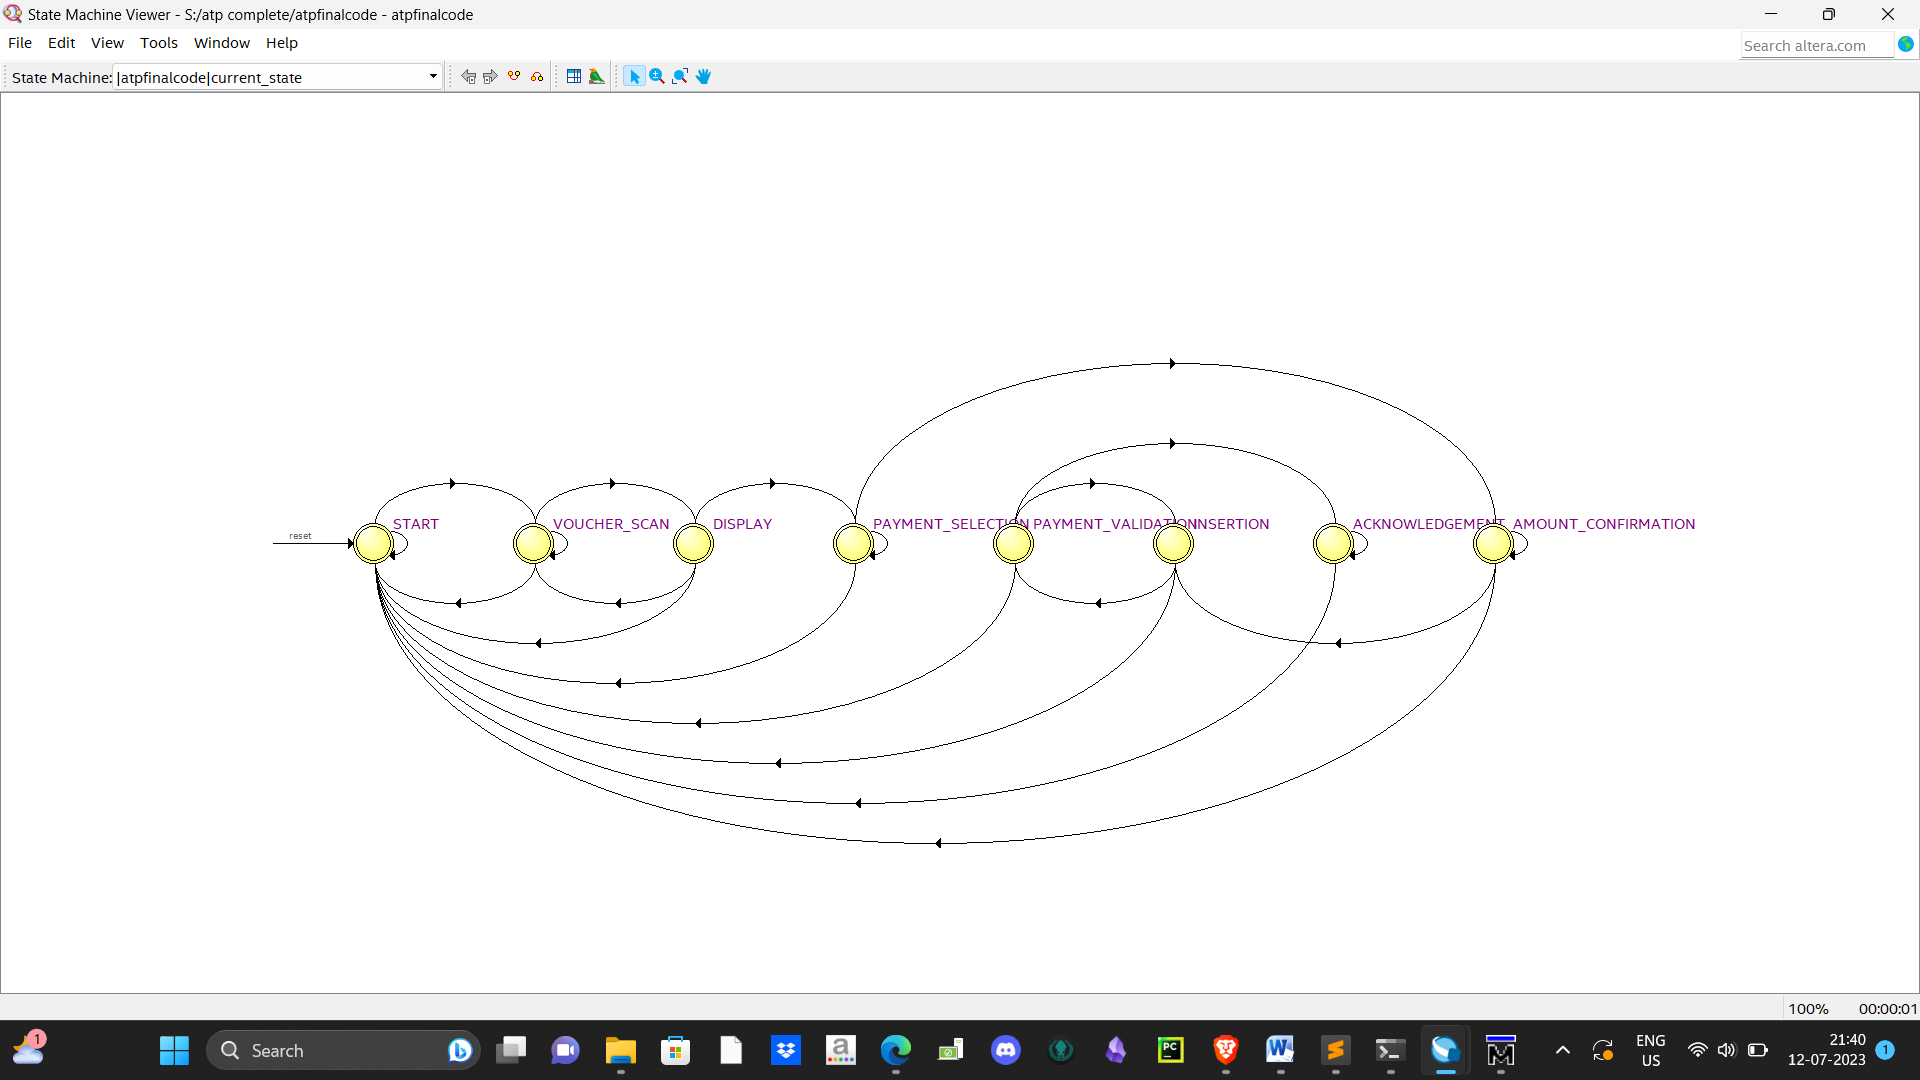 State Machine Viewer - S:/atp complete/atpfinalcode - atpfinalcode
File Edit View Tools Window Help
Search altera.com
State Machine: |atpfinalcode|current_state
reset
START
VOUCHER_SCAN
DISPLAY
PAYMENT_SELECTION
PAYMENT_VALIDATION
INSERTION
ACKNOWLEDGEMENT
AMOUNT_CONFIRMATION
100% 00:00:01
1
Search
a
PC
W
M
ENG
US
21:40
12-07-2023
1